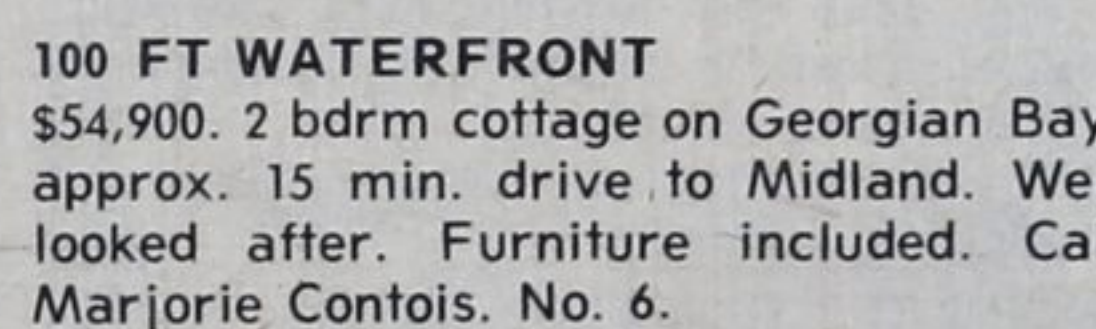 100 FT WATERFRONT
$54,900. 2 bdrm cottage on Georgian Bay
approx. 15 min. drive to Midland. We
looked after. Furniture included. Ca
Marjorie Contois. No. 6.